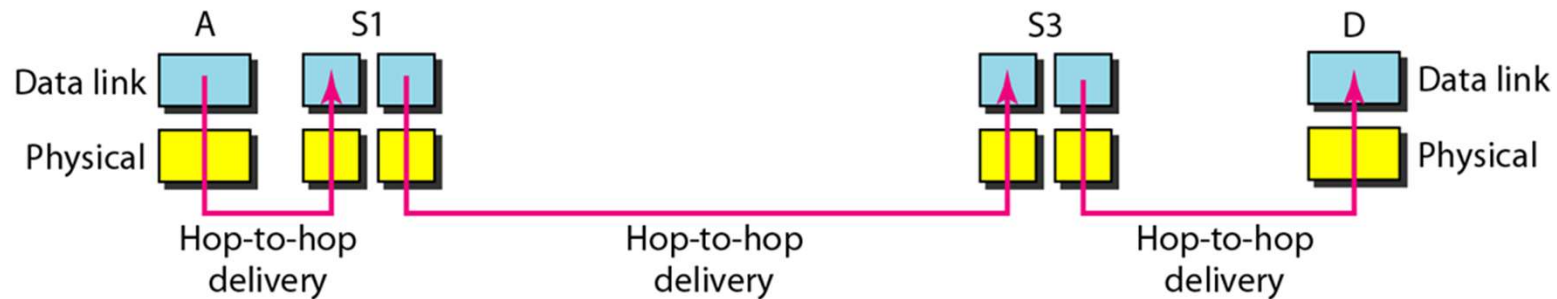 A S1 S3 D
Data link Data link
Physical Physical
Hop-to-hop Hop-to-hop Hop-to-hop
delivery delivery delivery